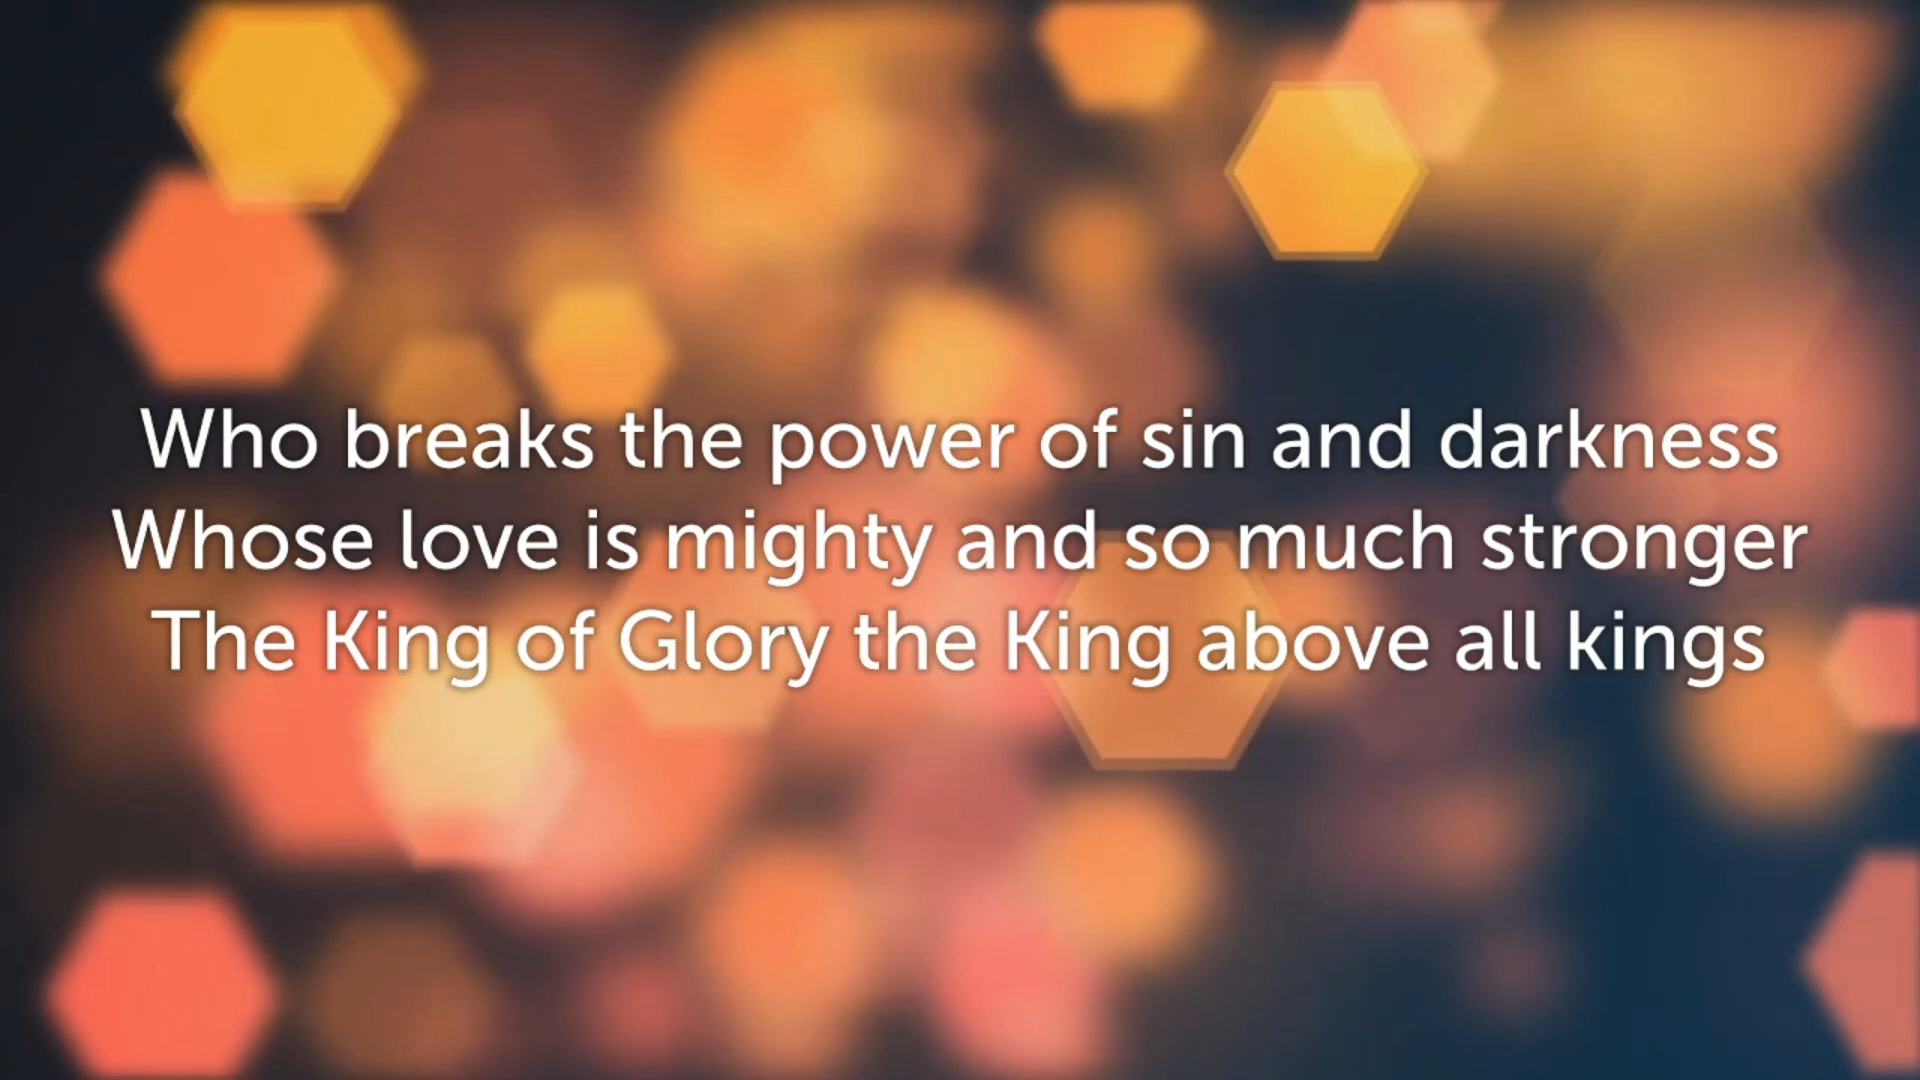 Who breaks the power of sin and darkness
Whose love is mighty and so much stronger
The King of Glory the King above all kings